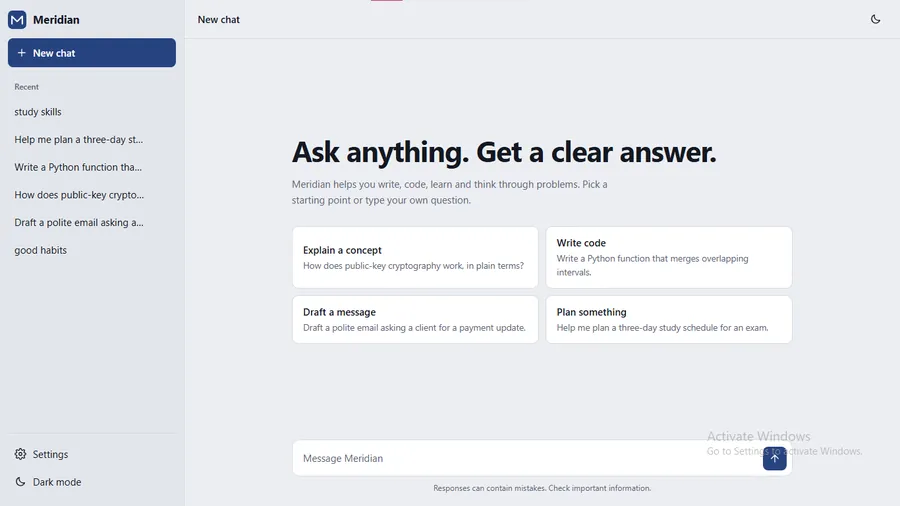 Meridian
New chat
Recent
study skills
Help me plan a three-day st...
Write a Python function tha...
How does public-key crypto...
Draft a polite email asking a...
good habits
Settings
Dark mode
New chat
Ask anything. Get a clear answer.
Meridian helps you write, code, learn and think through problems. Pick a
starting point or type your own question.
Explain a concept
How does public-key cryptography work, in plain terms?
Write code
Write a Python function that merges overlapping
intervals.
Draft a message
Draft a polite email asking a client for a payment update.
Plan something
Help me plan a three-day study schedule for an exam.
Message Meridian
Activate Windows
Go to Settings to activate Windows.
Responses can contain mistakes. Check important information.